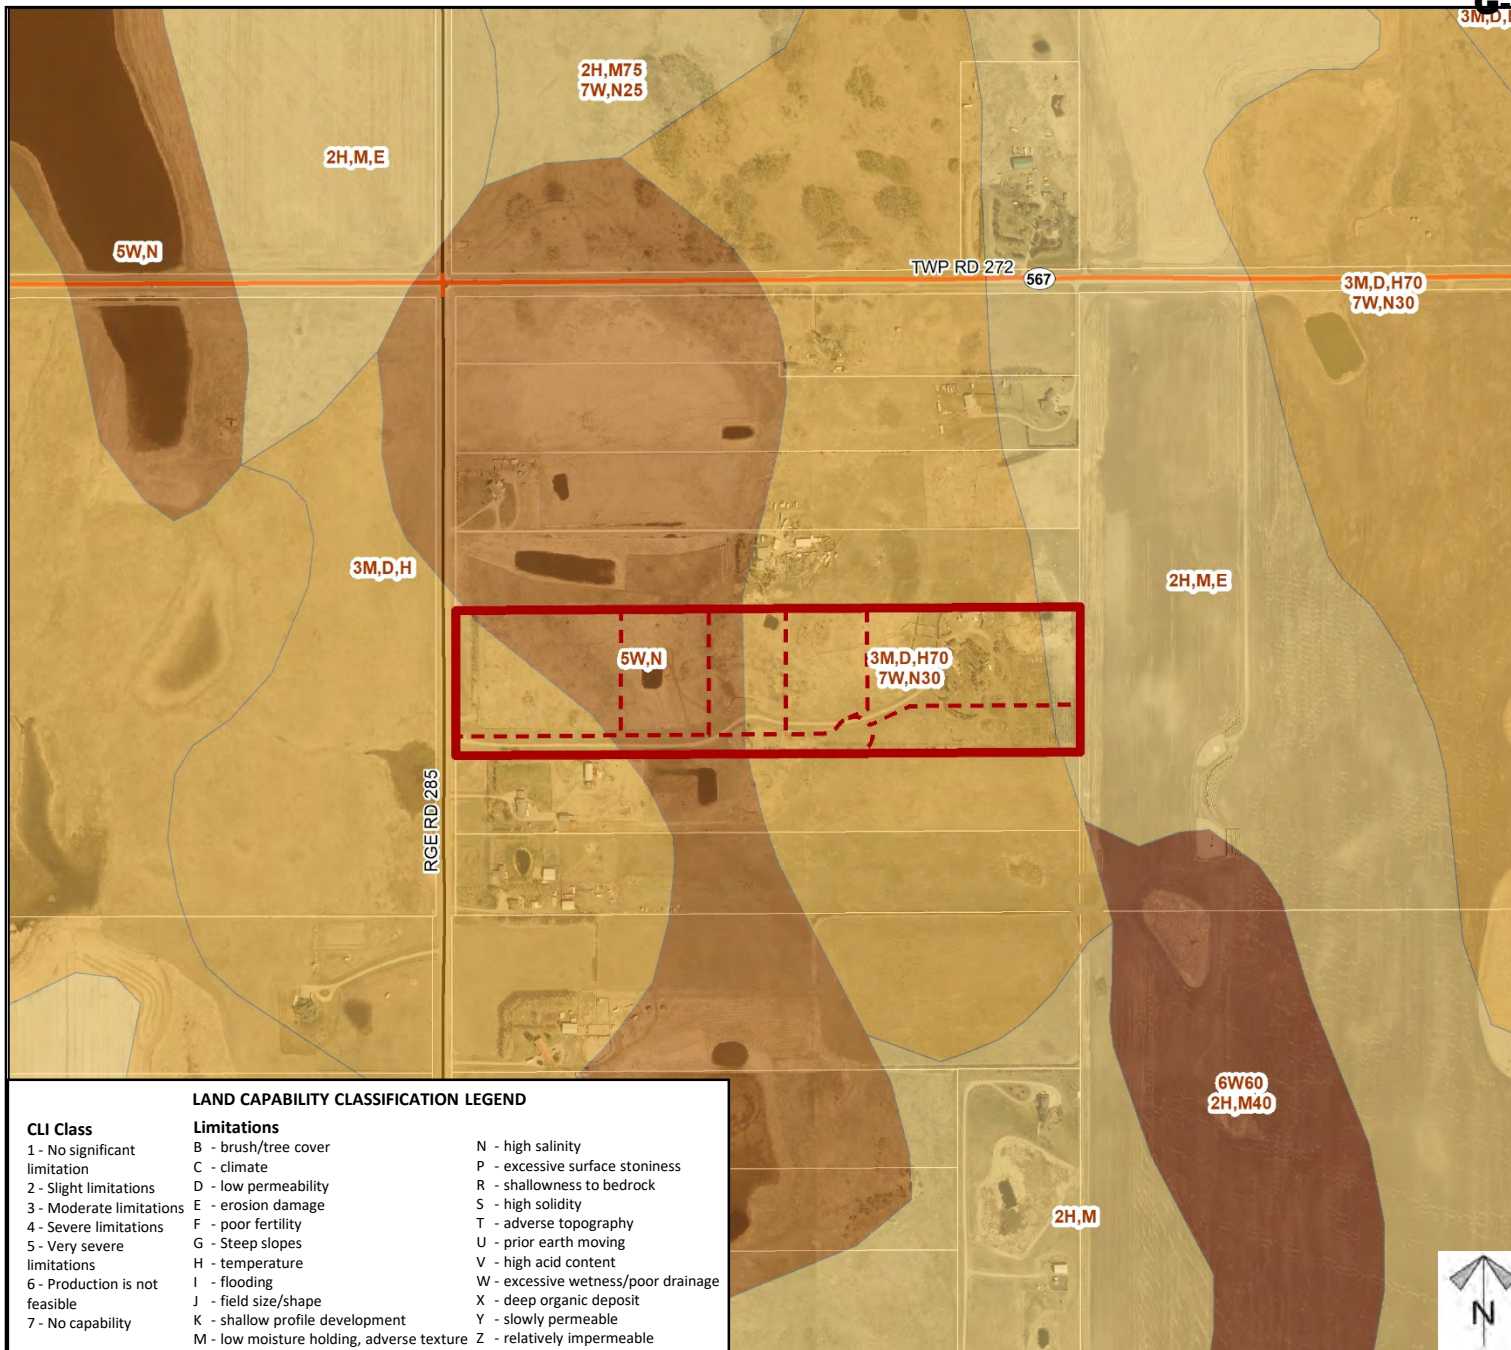 G-
3M,D,
2H,M75
7W,N25
2H,M,E
5W,N
TWP RD 272
567
3M,D,H70
7W,N30
3M,D,H
2H,M,E
5W,N
3M,D,H70
7W,N30
RGE RD 285
6W60
2H,M40
2H,M
LAND CAPABILITY CLASSIFICATION LEGEND
CLI Class
1 - No significant
limitation
2 - Slight limitations
3 - Moderate limitations
4 - Severe limitations
5 - Very severe
limitations
6 - Production is not
feasible
7 - No capability
Limitations
B - brush/tree cover
C - climate
D - low permeability
E - erosion damage
F - poor fertility
G - Steep slopes
H - temperature
I - flooding
J - field size/shape
K - shallow profile development
M - low moisture holding, adverse texture
N - high salinity
P - excessive surface stoniness
R - shallowness to bedrock
S - high solidity
T - adverse topography
U - prior earth moving
V - high acid content
W - excessive wetness/poor drainage
X - deep organic deposit
Y - slowly permeable
Z - relatively impermeable
N